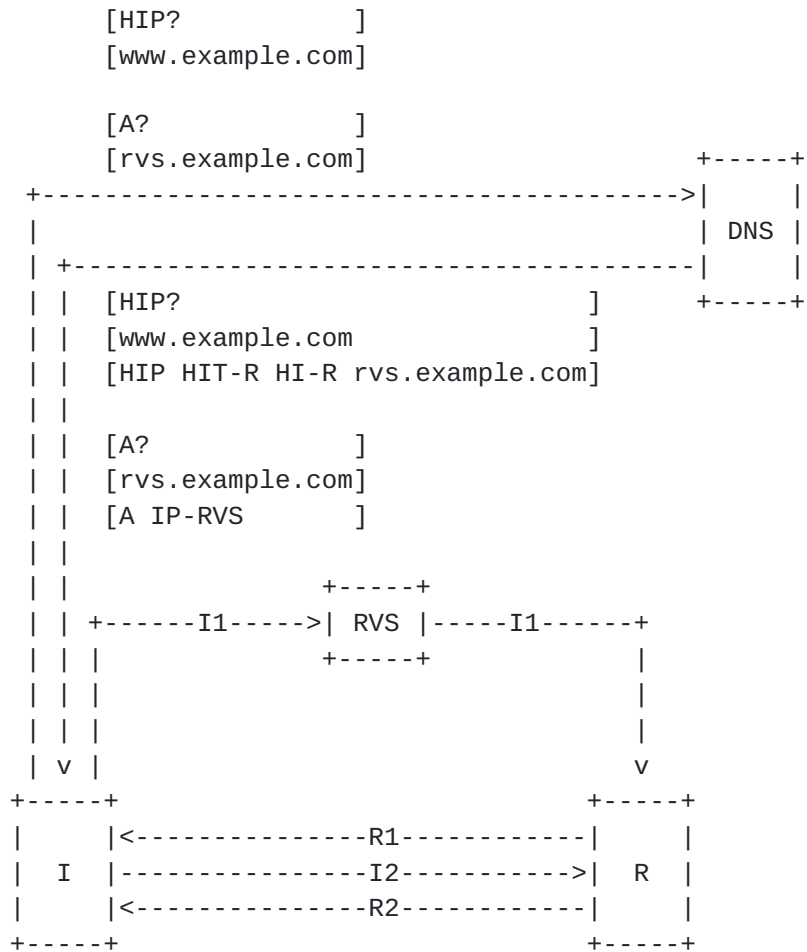 [HIP?           ]
[www.example.com]
[A?             ]
[rvs.example.com]
DNS
[HIP?                          ]
[www.example.com               ]
[HIP HIT-R HI-R rvs.example.com]
[A?             ]
[rvs.example.com]
[A IP-RVS       ]
I1 RVS I1
R1
I I2 R
R2